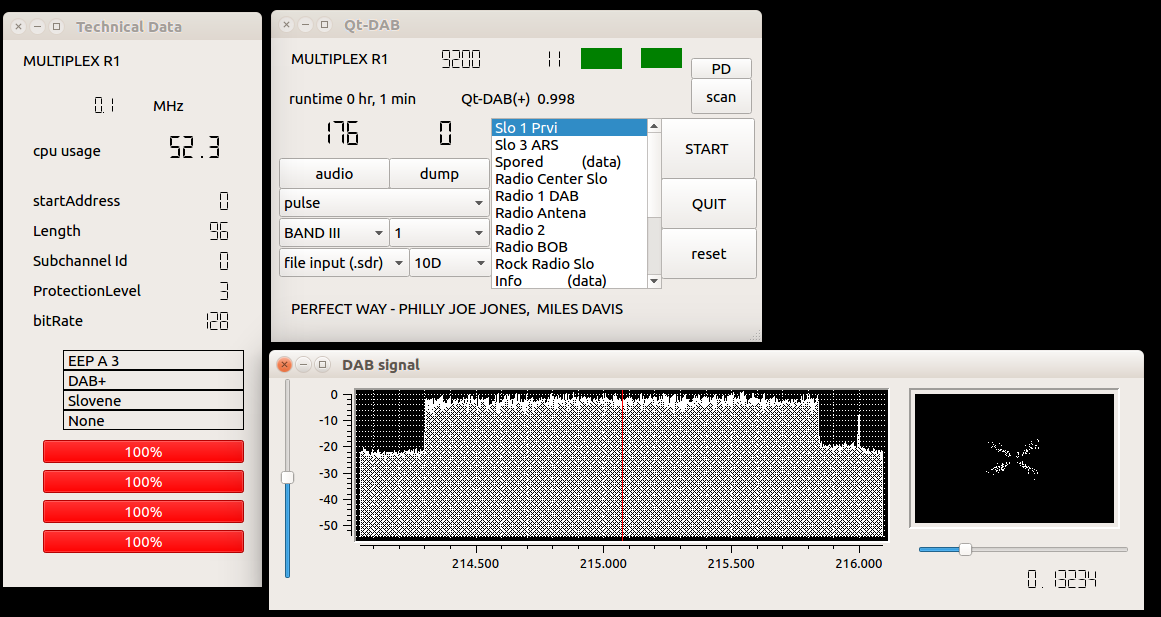 Technical Data
MULTIPLEX R1
0.1 MHz
cpu usage 52.3
startAddress 0
Length 96
Subchannel Id 0
ProtectionLevel 3
bitRate 128
EEP A 3
DAB+
Slovene
None
100%
100%
100%
100%
Qt-DAB
MULTIPLEX R1 9200 11
PD
scan
runtime 0 hr, 1 min Qt-DAB(+) 0.998
176 0
audio dump
pulse
BAND III 1
file input (.sdr) 10D
Slo 1 Prvi
Slo 3 ARS
Spored (data)
Radio Center Slo
Radio 1 DAB
Radio Antena
Radio 2
Radio BOB
Rock Radio Slo
Info (data)
START
QUIT
reset
PERFECT WAY - PHILLY JOE JONES, MILES DAVIS
DAB signal
0
-10
-20
-30
-40
-50
214.500 215.000 215.500 216.000
0.13234